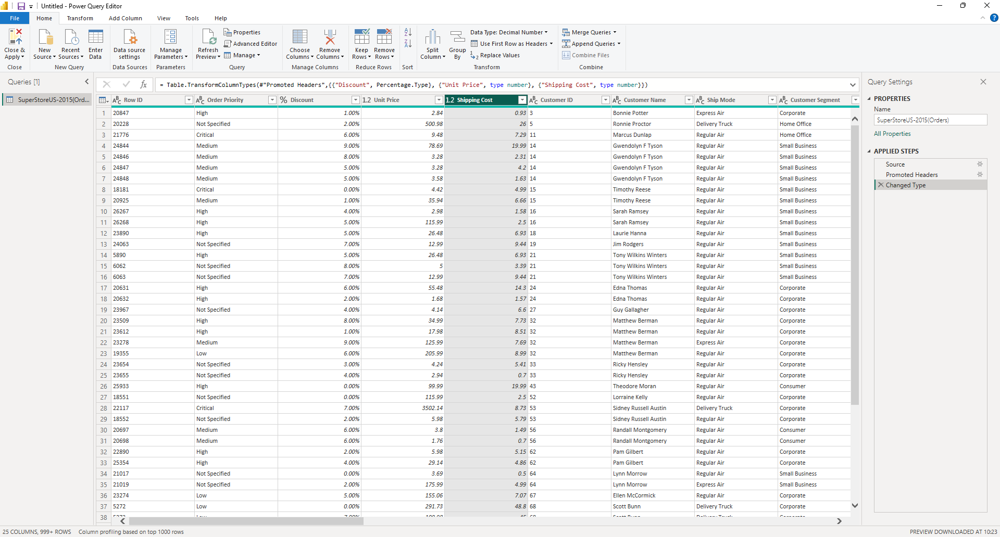 Untitled - Power Query Editor
File Home Transform Add Column View Tools Help
Close & Apply
New Source
Recent Sources
Enter Data
Data source settings
Manage Parameters
Refresh Preview
Properties
Advanced Editor
Manage
Choose Columns
Remove Columns
Keep Rows
Remove Rows
Split Column
Group By
Data Type: Decimal Number
Use First Row as Headers
Replace Values
Merge Queries
Append Queries
Combine Files
Close New Query Data Sources Parameters Query Manage Columns Reduce Rows Sort Transform Combine
Queries [1]
SuperStoreUS-2015(Ord...
= Table.TransformColumnTypes(#"Promoted Headers",{{"Discount", Percentage.Type}, {"Unit Price", type number}, {"Shipping Cost", type number}})
Row ID Order Priority % Discount 1.2 Unit Price 1.2 Shipping Cost Customer ID Customer Name Ship Mode Customer Segment
1 20847 High 1.00% 2.84 0.93 3 Bonnie Potter Express Air Corporate
2 20228 Not Specified 2.00% 500.98 26 5 Ronnie Proctor Delivery Truck Home Office
3 21776 Critical 6.00% 9.48 7.29 11 Marcus Dunlap Regular Air Home Office
4 24844 Medium 9.00% 78.69 19.99 14 Gwendolyn F Tyson Regular Air Small Business
5 24846 Medium 8.00% 3.28 2.31 14 Gwendolyn F Tyson Regular Air Small Business
6 24847 Medium 5.00% 3.28 4.2 14 Gwendolyn F Tyson Regular Air Small Business
7 24848 Medium 5.00% 3.58 1.63 14 Gwendolyn F Tyson Regular Air Small Business
8 18181 Critical 0.00% 4.42 4.99 15 Timothy Reese Regular Air Small Business
9 20925 Medium 1.00% 35.94 6.66 15 Timothy Reese Regular Air Small Business
10 26267 High 4.00% 2.98 1.58 16 Sarah Ramsey Regular Air Small Business
11 26268 High 5.00% 115.99 2.5 16 Sarah Ramsey Regular Air Small Business
12 23890 High 5.00% 26.48 6.93 18 Laurie Hanna Regular Air Small Business
13 24063 Not Specified 7.00% 12.99 9.44 19 Jim Rodgers Regular Air Small Business
14 5890 High 5.00% 26.48 6.93 21 Tony Wilkins Winters Regular Air Small Business
15 6062 Not Specified 8.00% 5 3.39 21 Tony Wilkins Winters Regular Air Small Business
16 6063 Not Specified 7.00% 12.99 9.44 21 Tony Wilkins Winters Regular Air Small Business
17 20631 High 6.00% 55.48 14.3 24 Edna Thomas Regular Air Corporate
18 20632 High 2.00% 1.68 1.57 24 Edna Thomas Regular Air Corporate
19 23967 Not Specified 4.00% 4.14 6.6 27 Guy Gallagher Regular Air Corporate
20 23509 High 8.00% 34.99 7.73 32 Matthew Berman Regular Air Corporate
21 23612 High 1.00% 17.98 8.51 32 Matthew Berman Regular Air Corporate
22 23278 Medium 9.00% 125.99 7.69 32 Matthew Berman Express Air Corporate
23 19355 Low 6.00% 205.99 8.99 32 Matthew Berman Regular Air Corporate
24 23654 Not Specified 3.00% 4.24 5.41 33 Ricky Hensley Regular Air Corporate
25 23655 Not Specified 4.00% 2.94 0.7 33 Ricky Hensley Regular Air Corporate
26 25933 High 0.00% 99.99 19.99 43 Theodore Moran Regular Air Consumer
27 18551 Not Specified 0.00% 115.99 2.5 52 Lorraine Kelly Regular Air Corporate
28 22117 Critical 7.00% 3502.14 8.73 53 Sidney Russell Austin Delivery Truck Corporate
29 18552 Not Specified 2.00% 5.98 5.79 53 Sidney Russell Austin Regular Air Corporate
30 20697 Medium 6.00% 3.8 1.49 56 Randall Montgomery Regular Air Consumer
31 20698 Medium 6.00% 1.76 0.7 56 Randall Montgomery Regular Air Consumer
32 22890 High 2.00% 5.98 5.15 62 Pam Gilbert Regular Air Corporate
33 25354 High 4.00% 29.14 4.86 62 Pam Gilbert Regular Air Corporate
34 21017 Not Specified 0.00% 3.69 0.5 64 Lynn Morrow Regular Air Small Business
35 21019 Not Specified 2.00% 175.99 4.99 64 Lynn Morrow Express Air Small Business
36 23274 Low 5.00% 155.06 7.07 67 Ellen McCormick Regular Air Corporate
37 5272 Low 0.00% 291.73 48.8 68 Scott Bunn Delivery Truck Corporate
38
Query Settings
PROPERTIES
Name
SuperStoreUS-2015(Orders)
All Properties
APPLIED STEPS
Source
Promoted Headers
Changed Type
25 COLUMNS, 999+ ROWS Column profiling based on top 1000 rows
PREVIEW DOWNLOADED AT 10:23